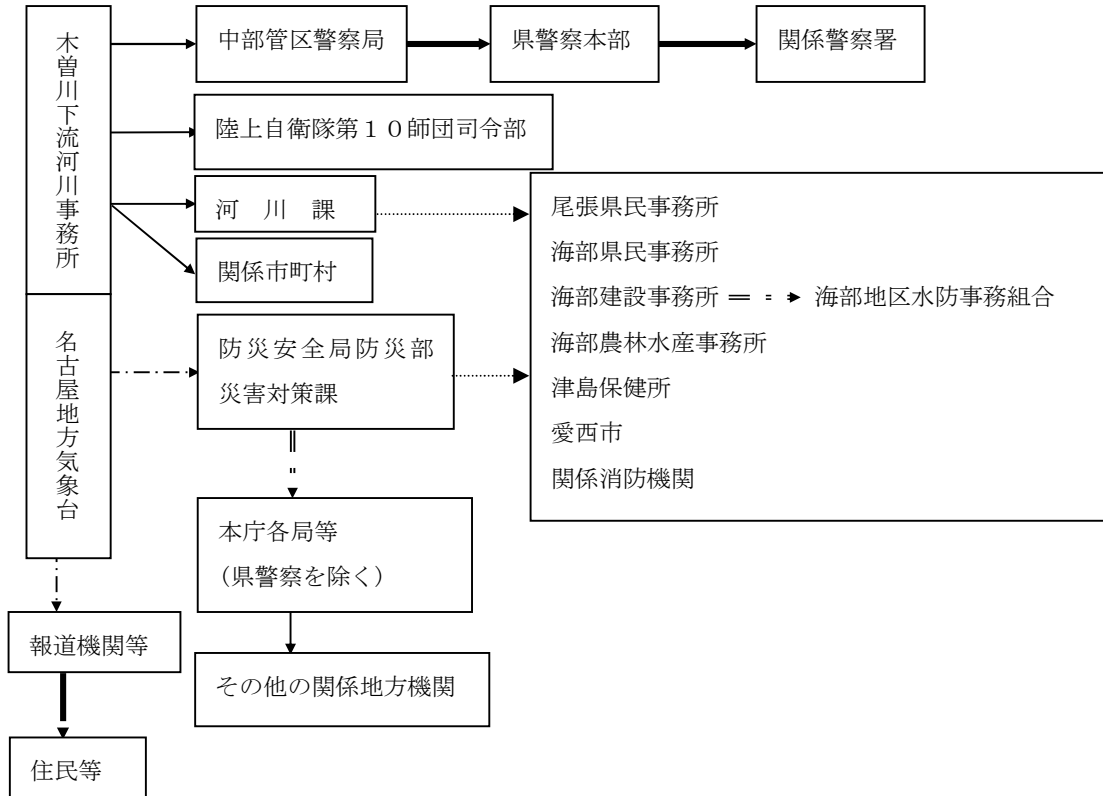 木曽川下流河川事務所
中部管区警察局
県警察本部
関係警察署
陸上自衛隊第１０師団司令部
河　川　課
関係市町村
尾張県民事務所
海部県民事務所
海部建設事務所
海部地区水防事務組合
海部農林水産事務所
津島保健所
愛西市
関係消防機関
名古屋地方気象台
防災安全局防災部
災害対策課
本庁各局等
（県警察を除く）
報道機関等
その他の関係地方機関
住民等